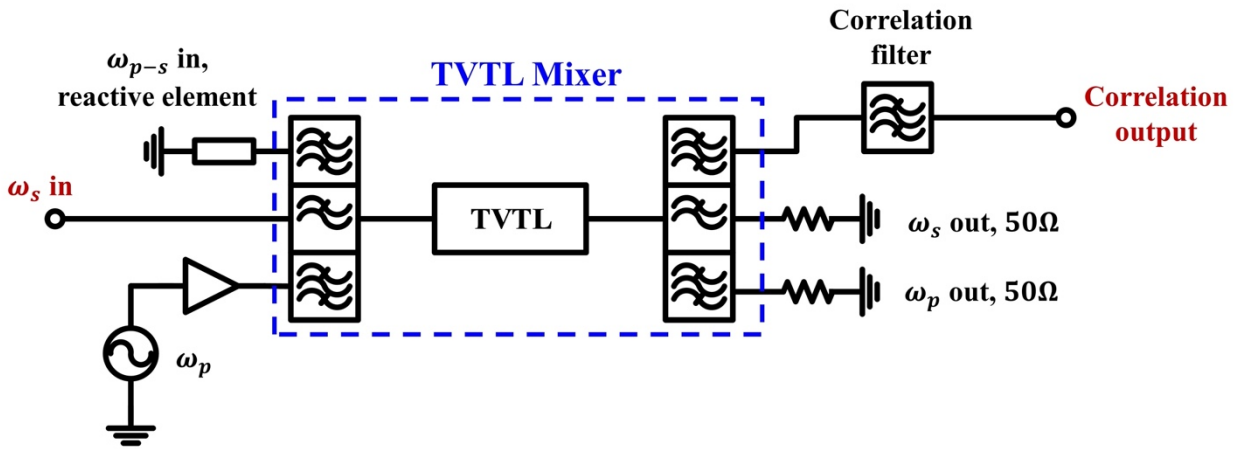 Correlation
filter
ω_{p−s} in,
reactive element
TVTL Mixer
Correlation
output
ω_s in
TVTL
ω_s out, 50Ω
ω_p out, 50Ω
ω_p